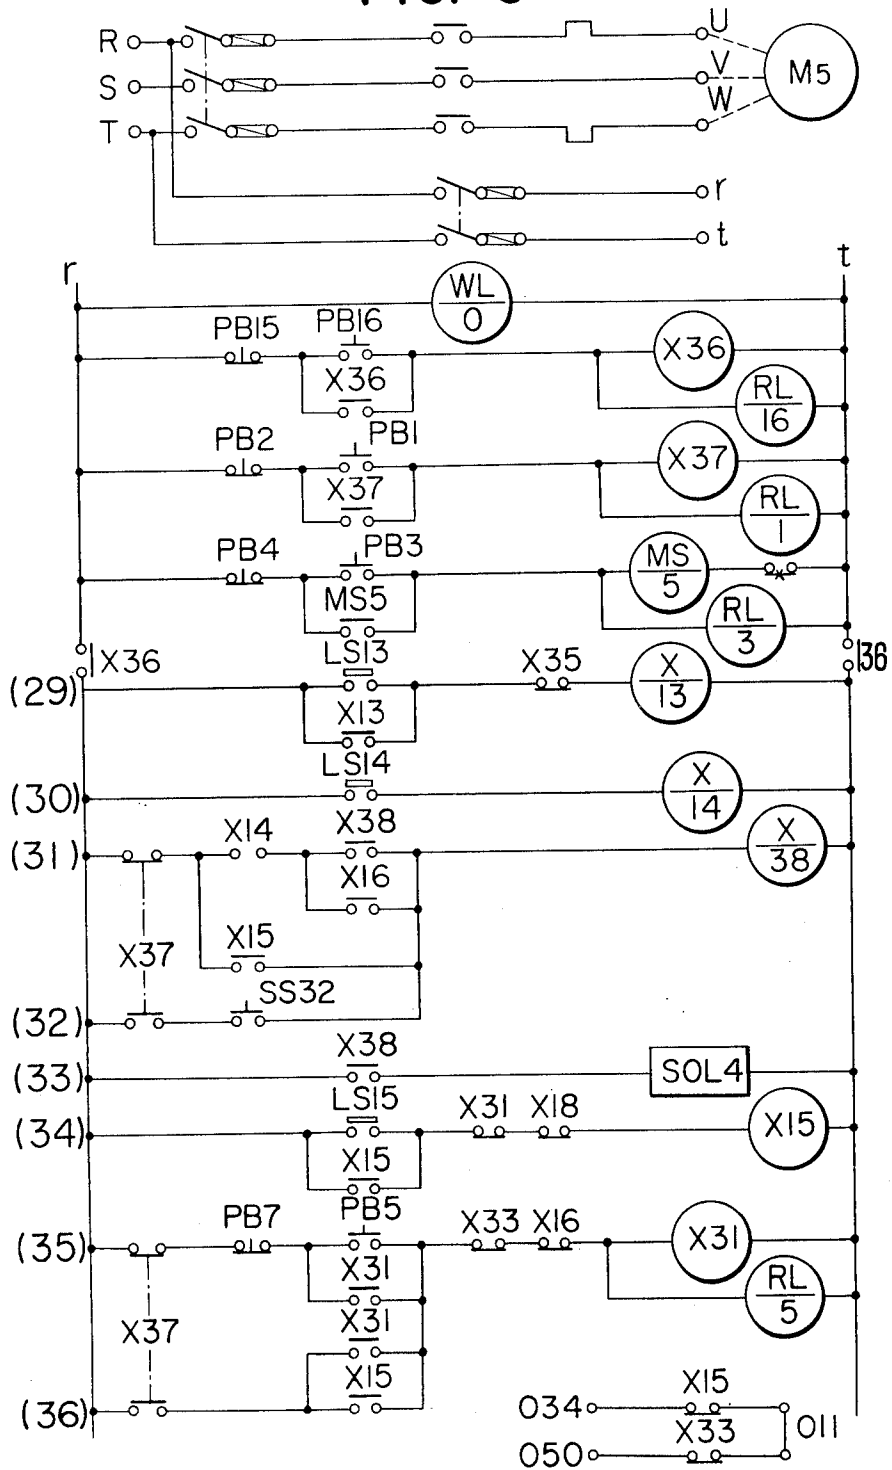 R U
S V M5
T W
r
t
r t
WL
0
PB15 PB16
X36 X36
RL
16
PB2 PB1
X37 X37
RL
1
PB4 PB3 MS
5
MS5 RL
3
X36 LS13 X35 36
(29) X
13
X13
LS14
(30) X
14
X14 X38 X
38
(31)
X16
X15
X37
SS32
(32)
X38
(33) SOL4
LS15 X31 X18
(34) X15
X15
PB7 PB5 X33 X16
(35) X31
X31 RL
5
X31
X37
X15 X15
(36) 034 011
X33
050